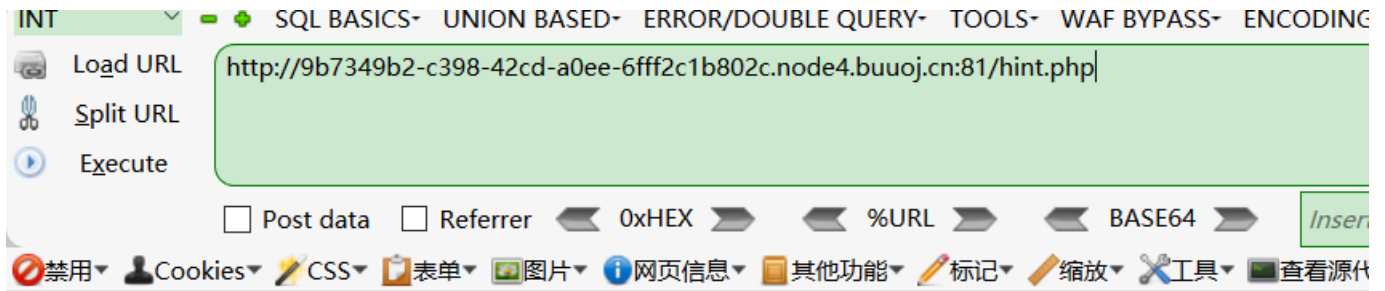 INT SQL BASICS- UNION BASED- ERROR/DOUBLE QUERY- TOOLS- WAF BYPASS- ENCODING
Load URL http://9b7349b2-c398-42cd-a0ee-6fff2c1b802c.node4.buuoj.cn:81/hint.php
Split URL
Execute
Post data Referrer 0xHEX %URL BASE64 Insert
禁用 Cookies CSS 表单 图片 网页信息 其他功能 标记 缩放 工具 查看源代